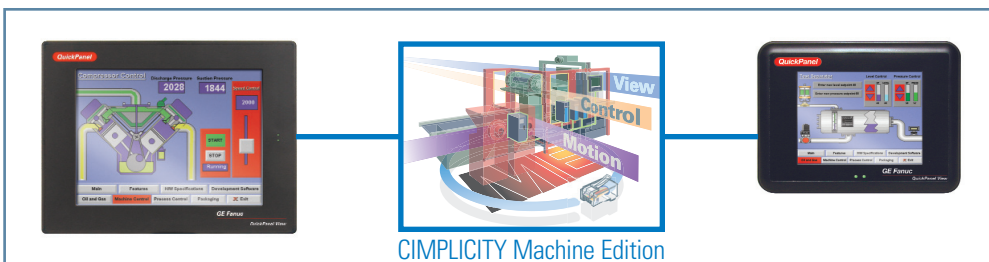 QuickPanel
Compressor Control
Discharge Pressure
Suction Pressure
2028
1844
Speed Control
2000
START
STOP
Running
Main
Features
HW Specifications
Development Software
Oil and Gas
Machine Control
Process Control
Packaging
Exit
GE Fanuc
QuickPanel View
View
Control
Motion
CIMPLICITY Machine Edition
QuickPanel
Level Control
Pressure Control
Main
Features
HW Specifications
Development Software
Oil and Gas
Machine Control
Process Control
Packaging
Exit
GE Fanuc
QuickPanel View